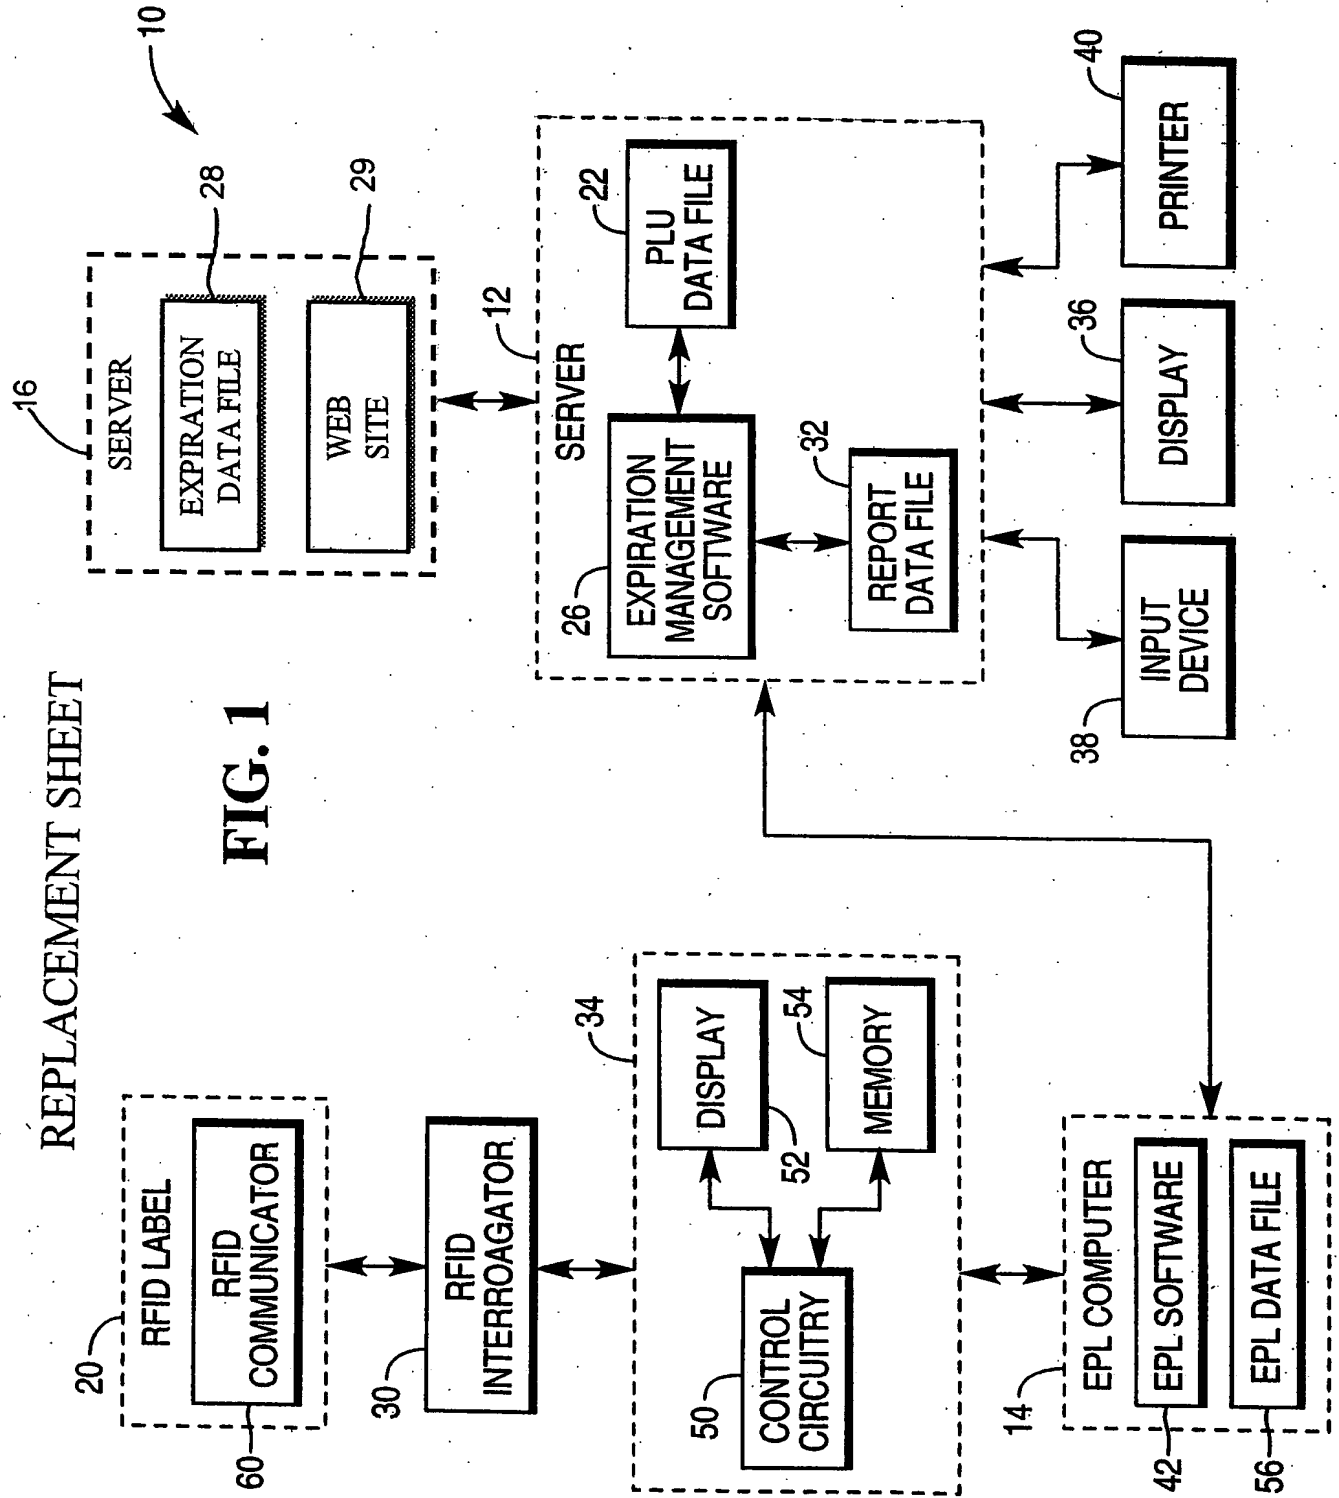 REPLACEMENT SHEET
FIG. 1
10
20
RFID LABEL
RFID
COMMUNICATOR
60
30
RFID
INTERROAGATOR
34
DISPLAY
52
MEMORY
54
50
CONTROL
CIRCUITRY
14
EPL COMPUTER
EPL SOFTWARE
42
EPL DATA FILE
56
16
SERVER
EXPIRATION
DATA FILE
28
WEB
SITE
29
12
SERVER
26
EXPIRATION
MANAGEMENT
SOFTWARE
PLU
DATA FILE
22
REPORT
DATA FILE
32
INPUT
DEVICE
38
DISPLAY
36
PRINTER
40